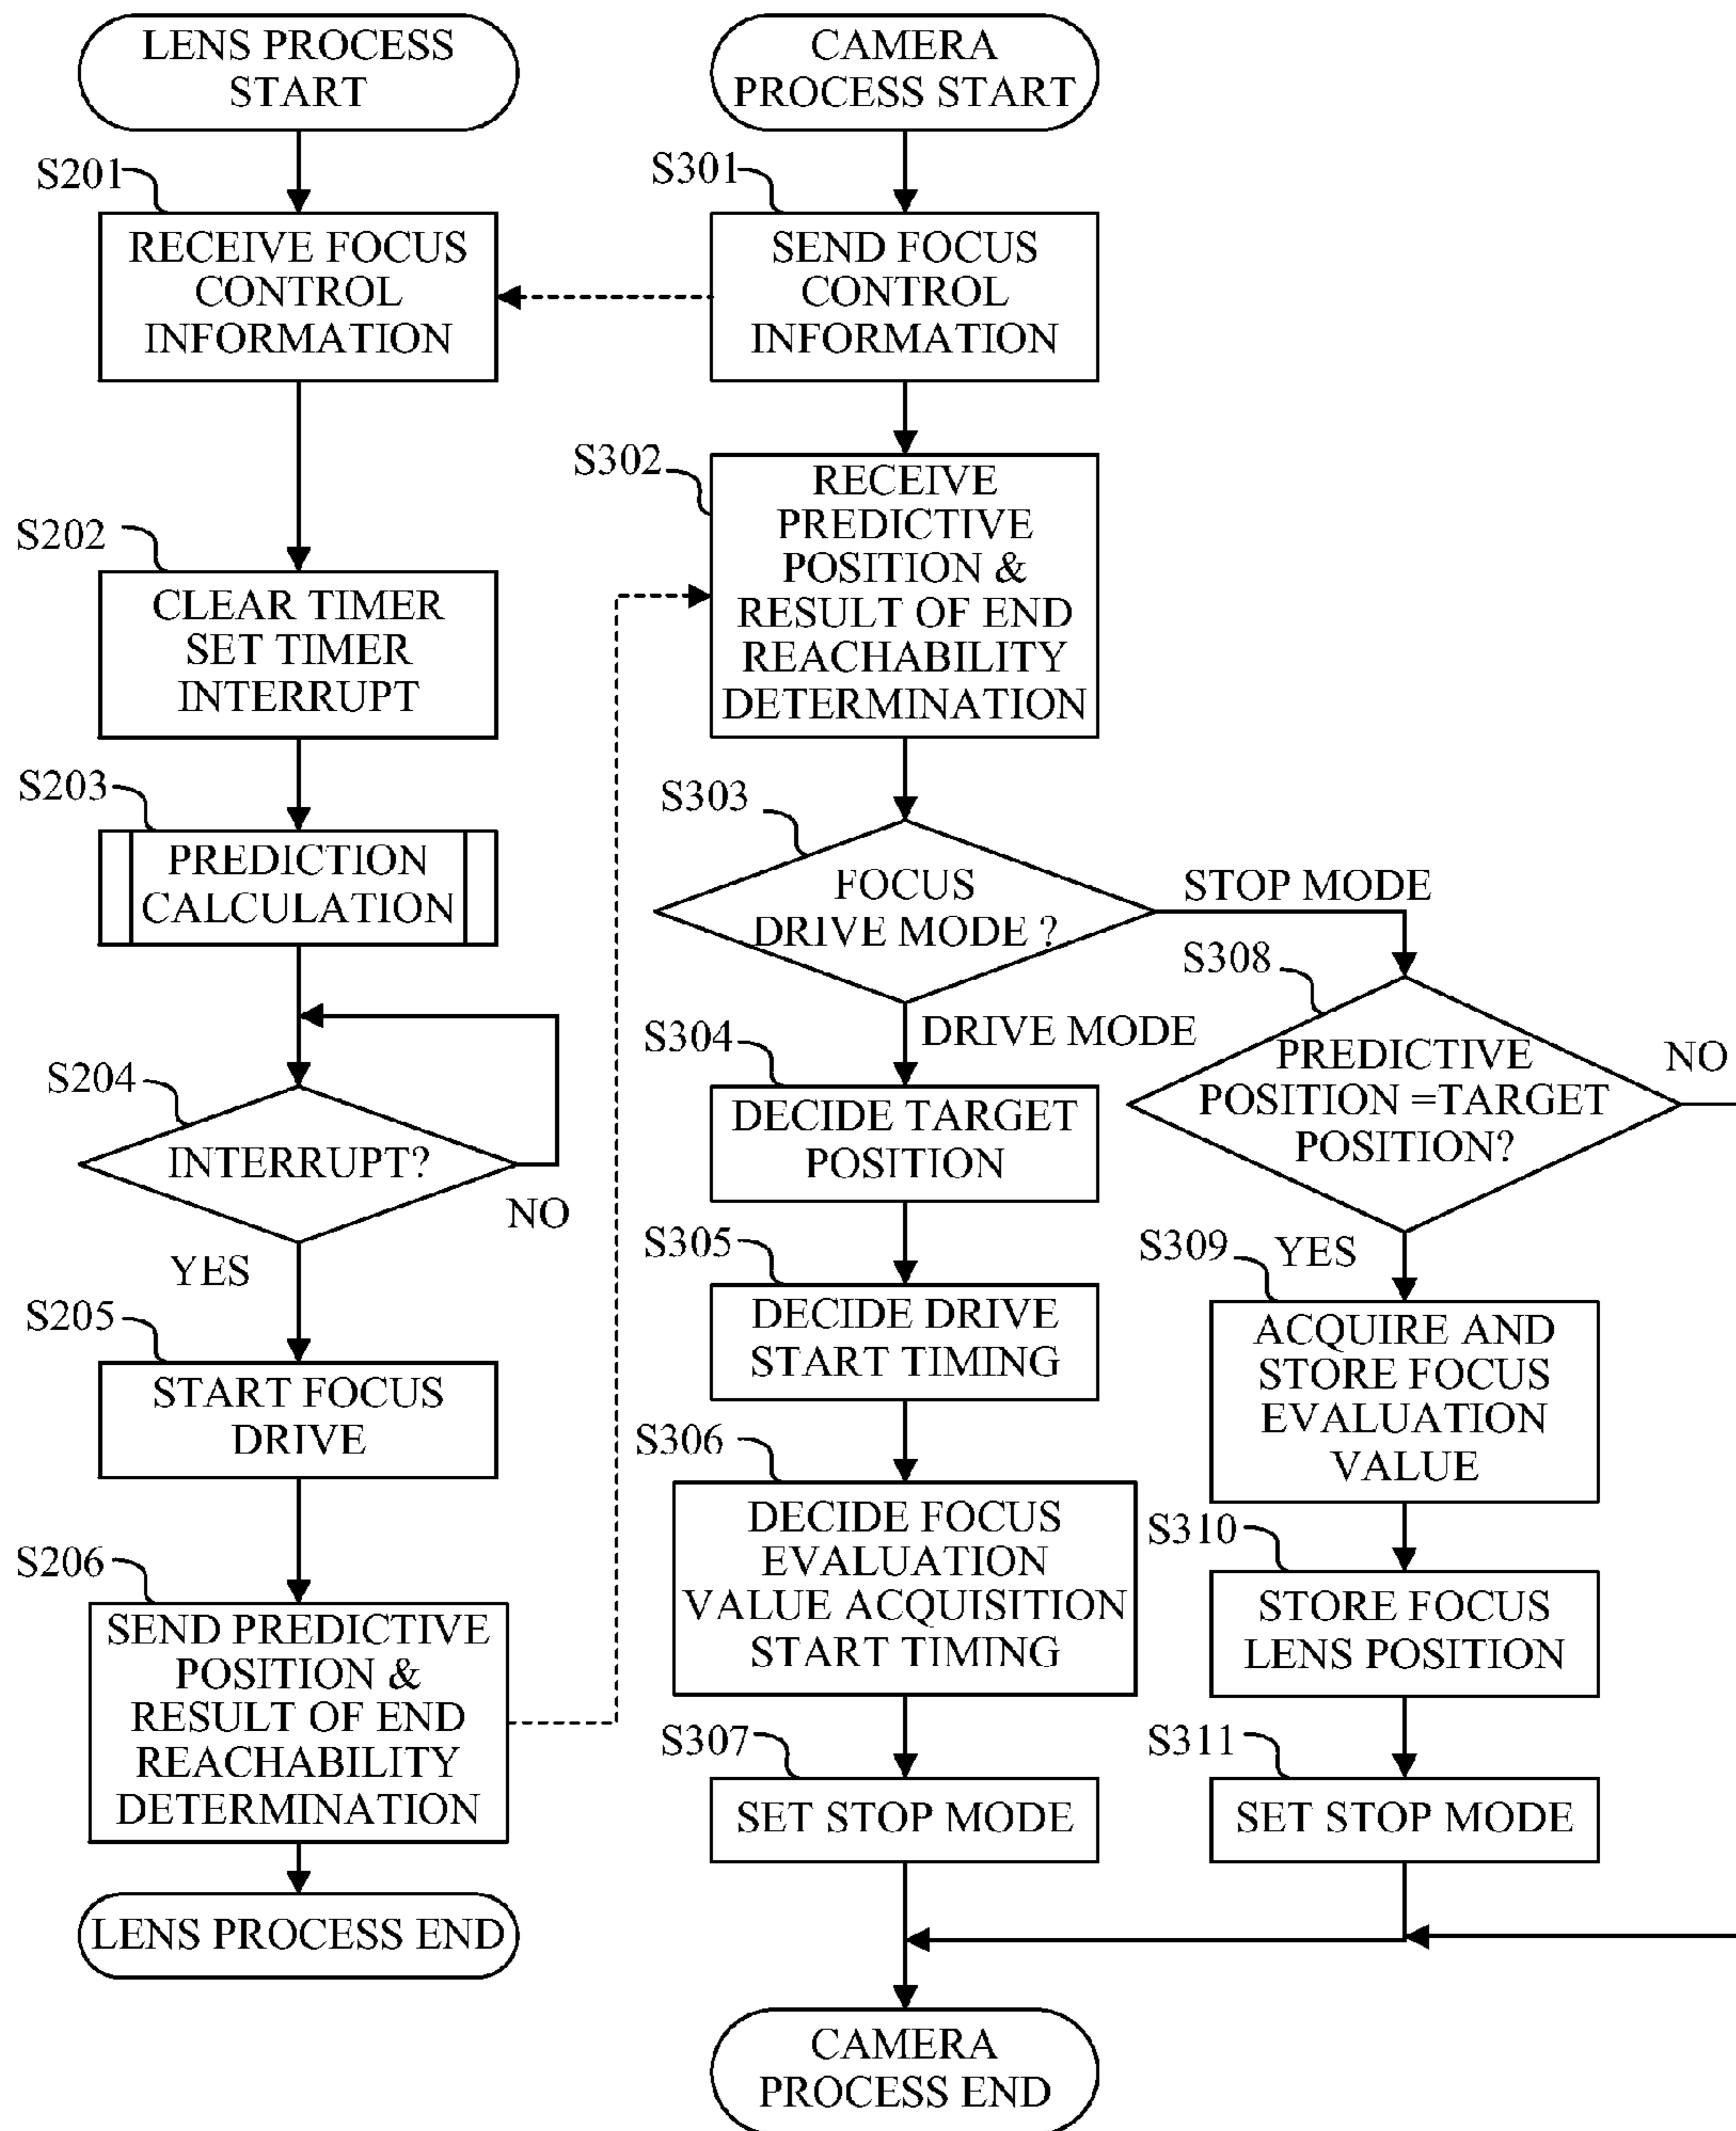 LENS PROCESS
START
S201
RECEIVE FOCUS
CONTROL
INFORMATION
S202
CLEAR TIMER
SET TIMER
INTERRUPT
S203
PREDICTION
CALCULATION
S204
INTERRUPT?
NO
YES
S205
START FOCUS
DRIVE
S206
SEND PREDICTIVE
POSITION &
RESULT OF END
REACHABILITY
DETERMINATION
LENS PROCESS END
CAMERA
PROCESS START
S301
SEND FOCUS
CONTROL
INFORMATION
S302
RECEIVE
PREDICTIVE
POSITION &
RESULT OF END
REACHABILITY
DETERMINATION
S303
FOCUS
DRIVE MODE ?
STOP MODE
DRIVE MODE
S304
DECIDE TARGET
POSITION
S305
DECIDE DRIVE
START TIMING
S306
DECIDE FOCUS
EVALUATION
VALUE ACQUISITION
START TIMING
S307
SET STOP MODE
S308
PREDICTIVE
POSITION =TARGET
POSITION?
NO
YES
S309
ACQUIRE AND
STORE FOCUS
EVALUATION
VALUE
S310
STORE FOCUS
LENS POSITION
S311
SET STOP MODE
CAMERA
PROCESS END